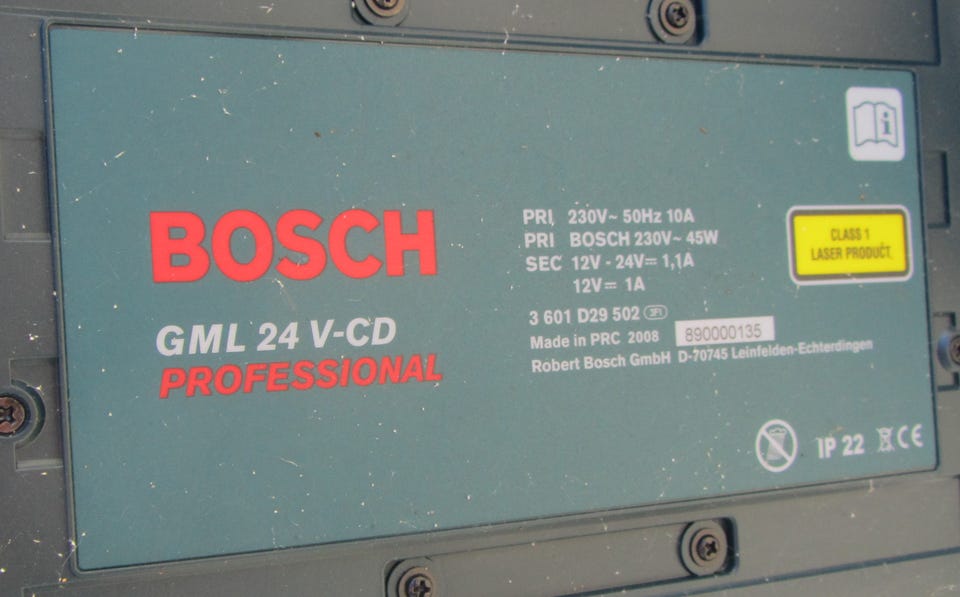 BOSCH
GML 24 V-CD
PROFESSIONAL
PRI 230V~ 50Hz 10A
PRI BOSCH 230V~ 45W
SEC 12V - 24V⎓ 1,1A
12V⎓ 1A
3 601 D29 502 3F1
Made in PRC 2008 890000135
Robert Bosch GmbH D-70745 Leinfelden-Echterdingen
i
CLASS 1
LASER PRODUCT
IP 22 CE